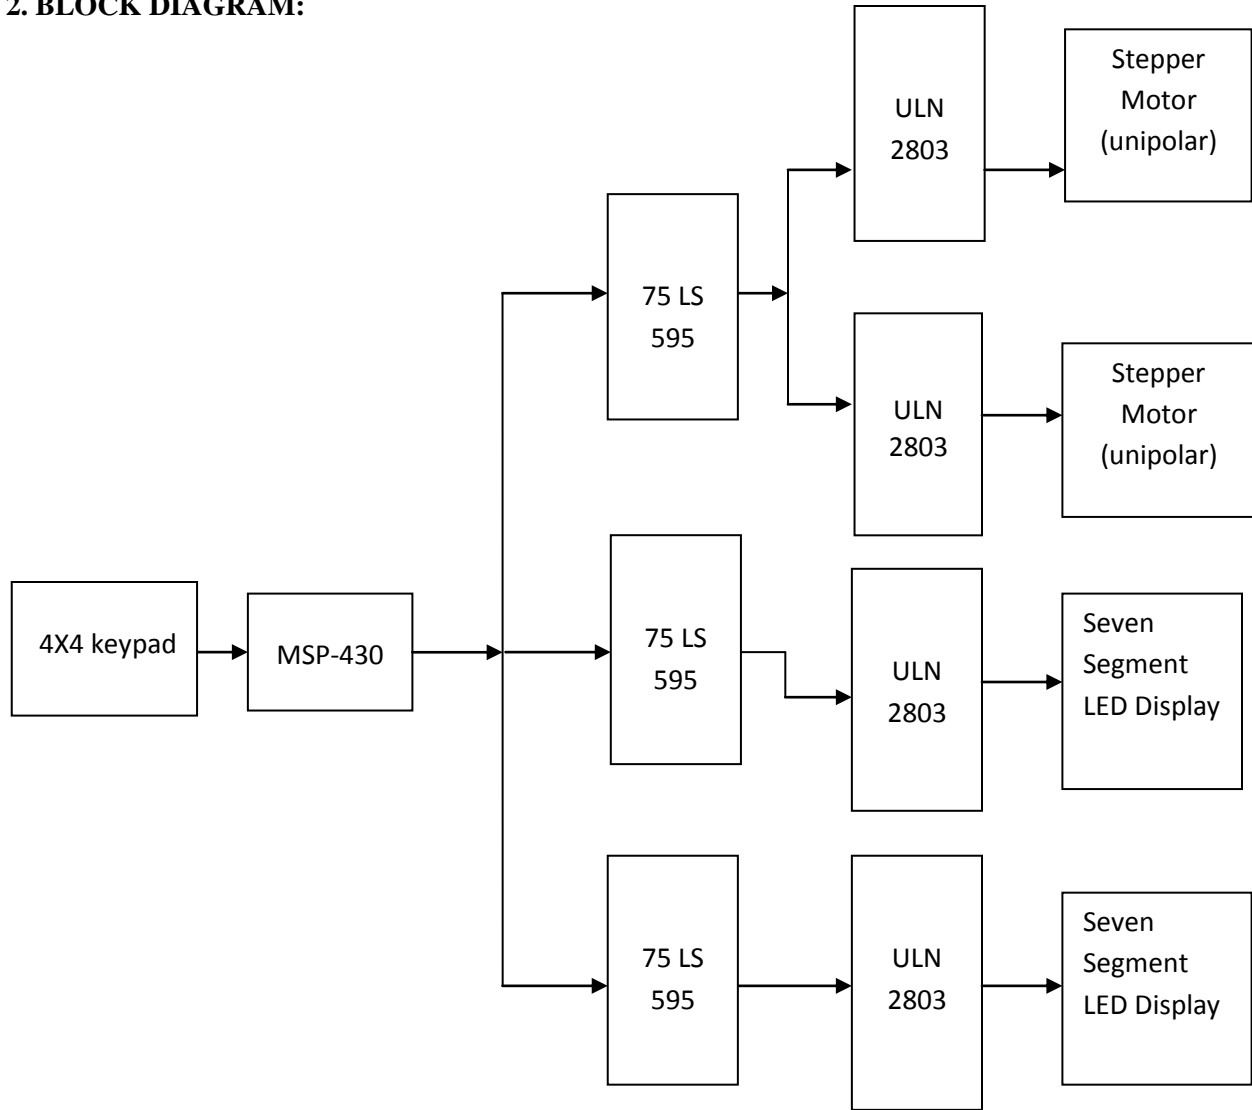 2. BLOCK DIAGRAM:
ULN
2803
Stepper
Motor
(unipolar)
75 LS
595
ULN
2803
Stepper
Motor
(unipolar)
4X4 keypad
MSP-430
75 LS
595
ULN
2803
Seven
Segment
LED Display
75 LS
595
ULN
2803
Seven
Segment
LED Display